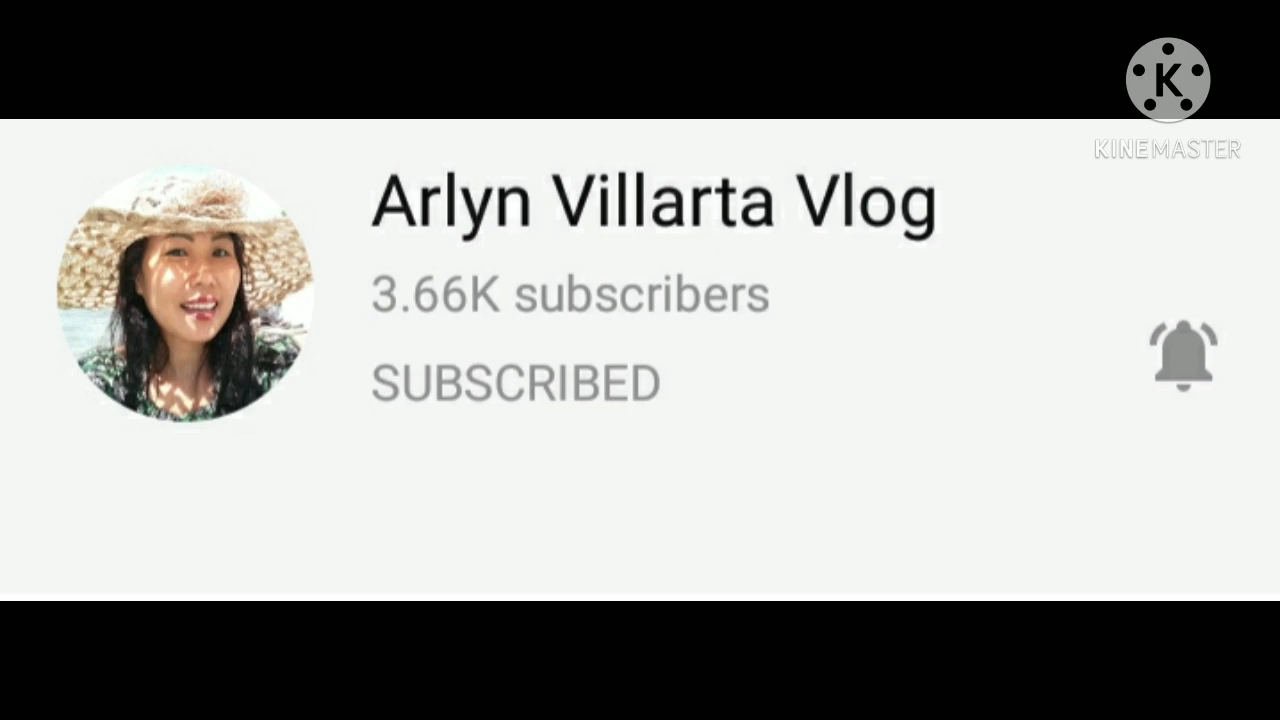 K
KINEMASTER
Arlyn Villarta Vlog
3.66K subscribers
SUBSCRIBED